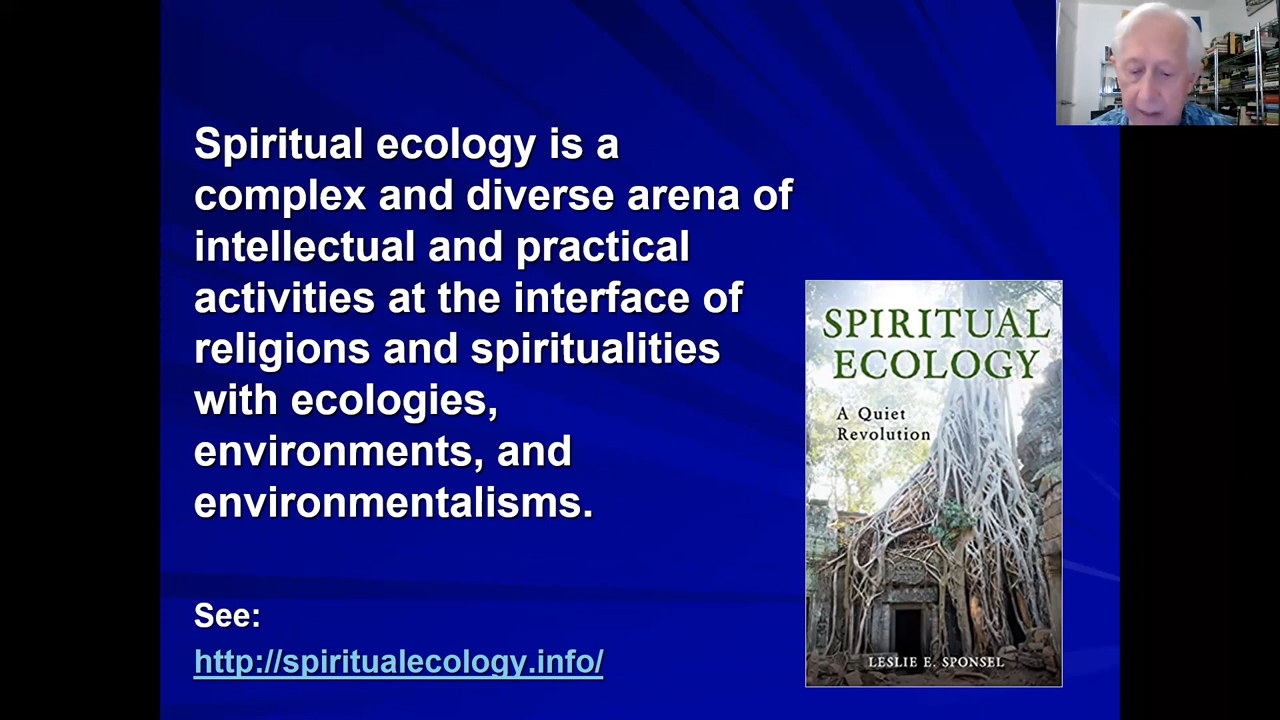 Spiritual ecology is a
complex and diverse arena of
intellectual and practical
activities at the interface of
religions and spiritualities
with ecologies,
environments, and
environmentalisms.
See:
http://spiritualecology.info/
SPIRITUAL
ECOLOGY
A Quiet
Revolution
LESLIE E. SPONSEL